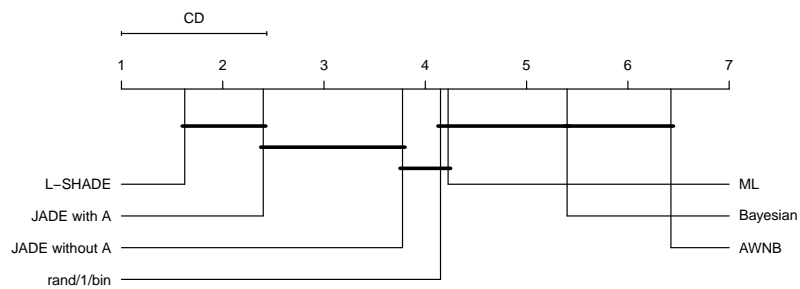 CD
1 2 3 4 5 6 7
L−SHADE ML
JADE with A Bayesian
JADE without A AWNB
rand/1/bin